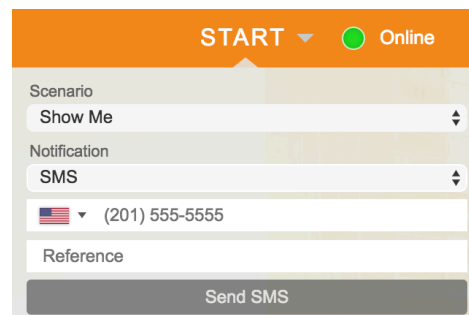 START
Online
Scenario
Show Me
Notification
SMS
(201) 555-5555
Reference
Send SMS